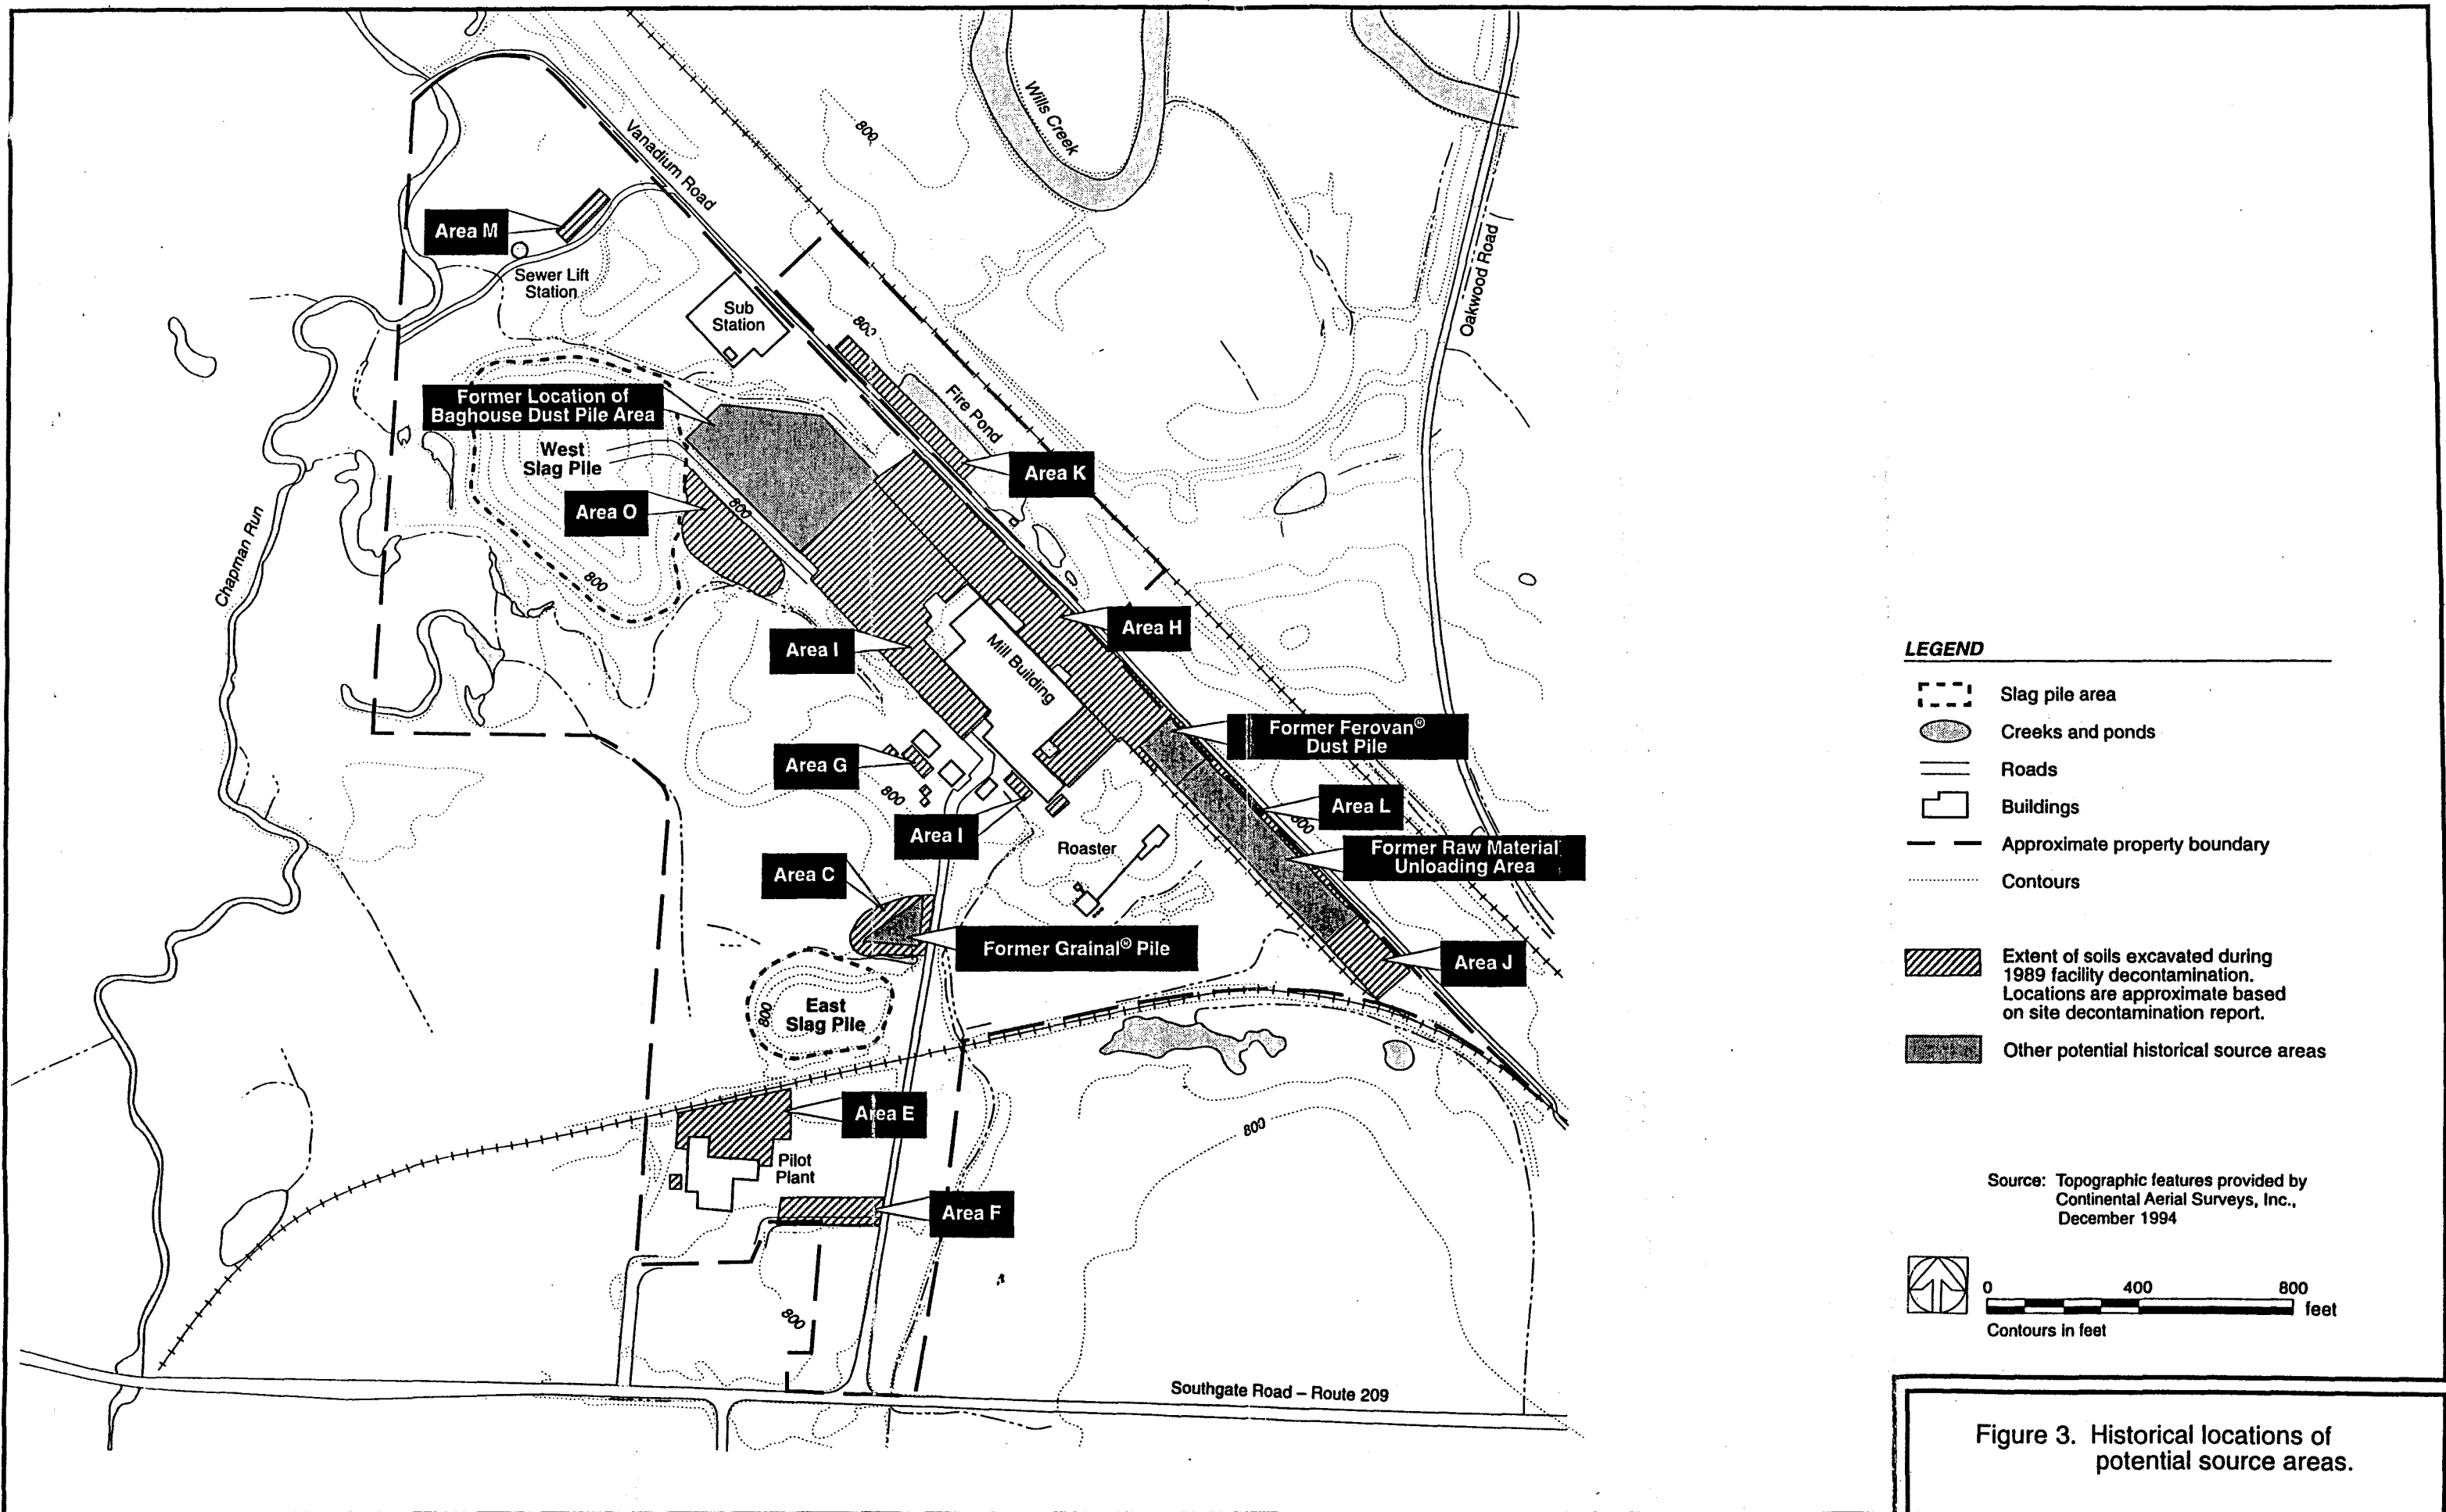 Wills Creek
800
Vanadium Road
Oakwood Road
Area M
Sewer Lift
Station
Sub
Station
800
Former Location of
Baghouse Dust Pile Area
Fire Pond
West
Slag Pile
Area K
Area O
800
Chapman Run
800
Area H
Area I
Mill Building
Former Ferovan®
Dust Pile
Area G
800
Area L
Area I
Roaster
Former Raw Material
Unloading Area
Area C
Former Grainal® Pile
Area J
East
Slag Pile
800
Area E
800
Pilot
Plant
Area F
800
Southgate Road – Route 209
LEGEND
Slag pile area
Creeks and ponds
Roads
Buildings
Approximate property boundary
Contours
Extent of soils excavated during
1989 facility decontamination.
Locations are approximate based
on site decontamination report.
Other potential historical source areas
Source: Topographic features provided by
Continental Aerial Surveys, Inc.,
December 1994
0 400 800
feet
Contours in feet
Figure 3. Historical locations of
potential source areas.